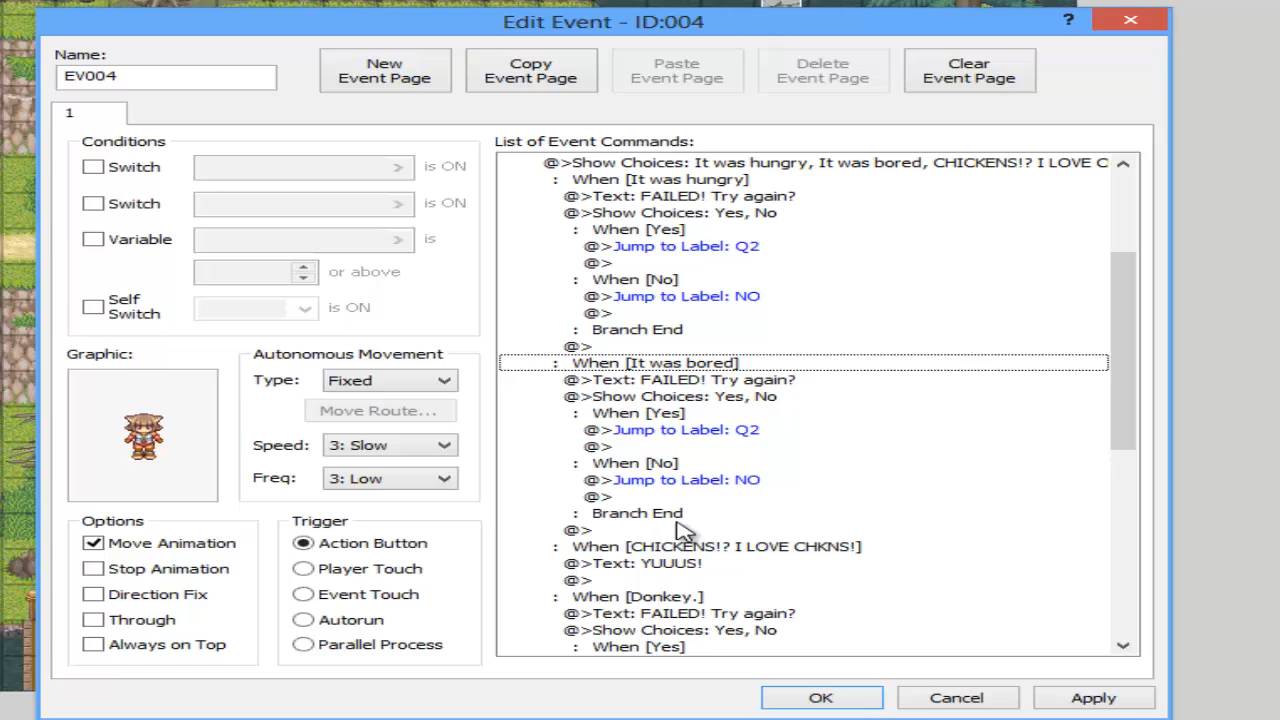 Edit Event - ID:004
?
Name:
EV004
New
Event Page
Copy
Event Page
Paste
Event Page
Delete
Event Page
Clear
Event Page
1
Conditions
Switch
is ON
Switch
is ON
Variable
is
or above
Self
Switch
is ON
Graphic:
Autonomous Movement
Type:
Fixed
Move Route...
Speed:
3: Slow
Freq:
3: Low
Options
Move Animation
Stop Animation
Direction Fix
Through
Always on Top
Trigger
Action Button
Player Touch
Event Touch
Autorun
Parallel Process
List of Event Commands:
@>Show Choices: It was hungry, It was bored, CHICKENS!? I LOVE C
: When [It was hungry]
@>Text: FAILED! Try again?
@>Show Choices: Yes, No
: When [Yes]
@>Jump to Label: Q2
@>
: When [No]
@>Jump to Label: NO
@>
: Branch End
@>
: When [It was bored]
@>Text: FAILED! Try again?
@>Show Choices: Yes, No
: When [Yes]
@>Jump to Label: Q2
@>
: When [No]
@>Jump to Label: NO
@>
: Branch End
@>
: When [CHICKENS!? I LOVE CHKNS!]
@>Text: YUUUS!
@>
: When [Donkey.]
@>Text: FAILED! Try again?
@>Show Choices: Yes, No
: When [Yes]
OK
Cancel
Apply